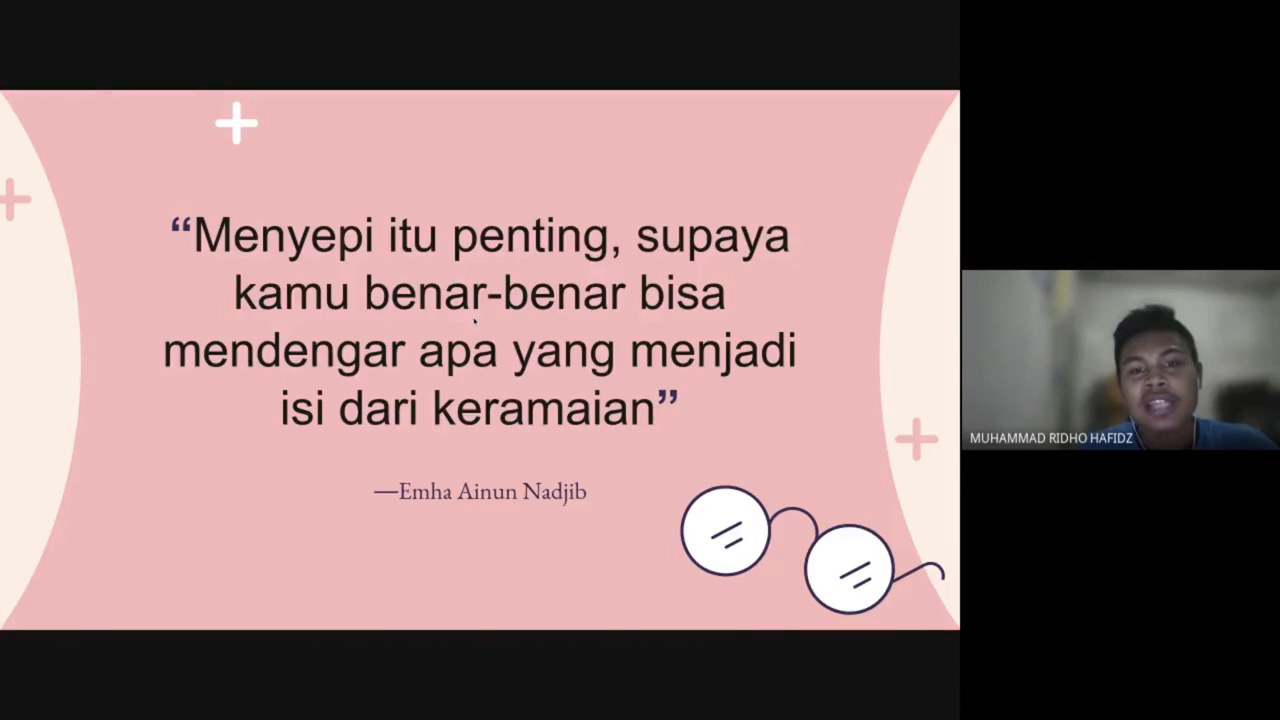 “Menyepi itu penting, supaya
kamu benar-benar bisa
mendengar apa yang menjadi
isi dari keramaian”
—Emha Ainun Nadjib
MUHAMMAD RIDHO HAFIDZ